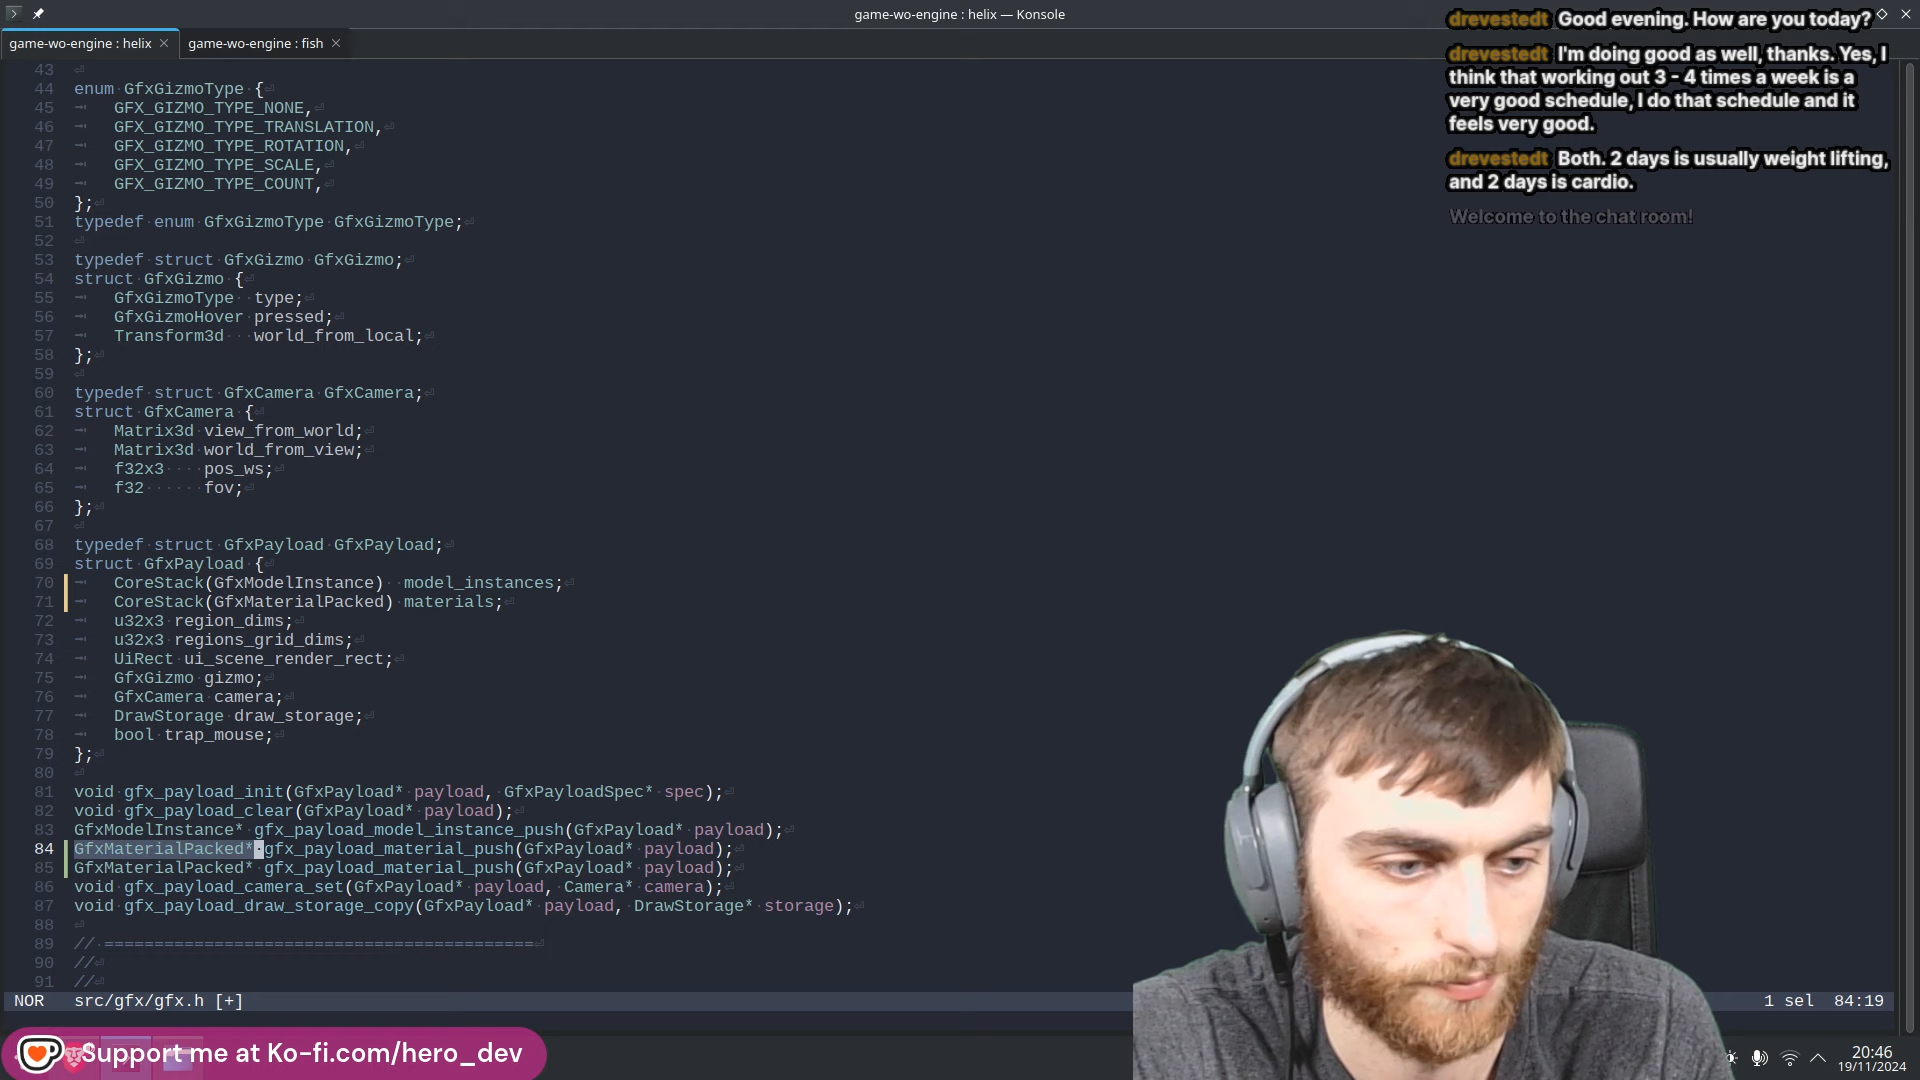 game-wo-engine : helix — Konsole
game-wo-engine : helix
game-wo-engine : fish
43
44 enum GfxGizmoType {
45 GFX_GIZMO_TYPE_NONE,
46 GFX_GIZMO_TYPE_TRANSLATION,
47 GFX_GIZMO_TYPE_ROTATION,
48 GFX_GIZMO_TYPE_SCALE,
49 GFX_GIZMO_TYPE_COUNT,
50 };
51 typedef enum GfxGizmoType GfxGizmoType;
52
53 typedef struct GfxGizmo GfxGizmo;
54 struct GfxGizmo {
55 GfxGizmoType type;
56 GfxGizmoHover pressed;
57 Transform3d world_from_local;
58 };
59
60 typedef struct GfxCamera GfxCamera;
61 struct GfxCamera {
62 Matrix3d view_from_world;
63 Matrix3d world_from_view;
64 f32x3 pos_ws;
65 f32 fov;
66 };
67
68 typedef struct GfxPayload GfxPayload;
69 struct GfxPayload {
70 CoreStack(GfxModelInstance) model_instances;
71 CoreStack(GfxMaterialPacked) materials;
72 u32x3 region_dims;
73 u32x3 regions_grid_dims;
74 UiRect ui_scene_render_rect;
75 GfxGizmo gizmo;
76 GfxCamera camera;
77 DrawStorage draw_storage;
78 bool trap_mouse;
79 };
80
81 void gfx_payload_init(GfxPayload* payload, GfxPayloadSpec* spec);
82 void gfx_payload_clear(GfxPayload* payload);
83 GfxModelInstance* gfx_payload_model_instance_push(GfxPayload* payload);
84 GfxMaterialPacked* gfx_payload_material_push(GfxPayload* payload);
85 GfxMaterialPacked* gfx_payload_material_push(GfxPayload* payload);
86 void gfx_payload_camera_set(GfxPayload* payload, Camera* camera);
87 void gfx_payload_draw_storage_copy(GfxPayload* payload, DrawStorage* storage);
88
89 // ===========================================
90 //
91 //
NOR src/gfx/gfx.h [+]
1 sel 84:19
drevestedt Good evening. How are you today?
drevestedt I'm doing good as well, thanks. Yes, I
think that working out 3 - 4 times a week is a
very good schedule, I do that schedule and it
feels very good.
drevestedt Both. 2 days is usually weight lifting,
and 2 days is cardio.
Welcome to the chat room!
Support me at Ko-fi.com/hero_dev
20:46
19/11/2024